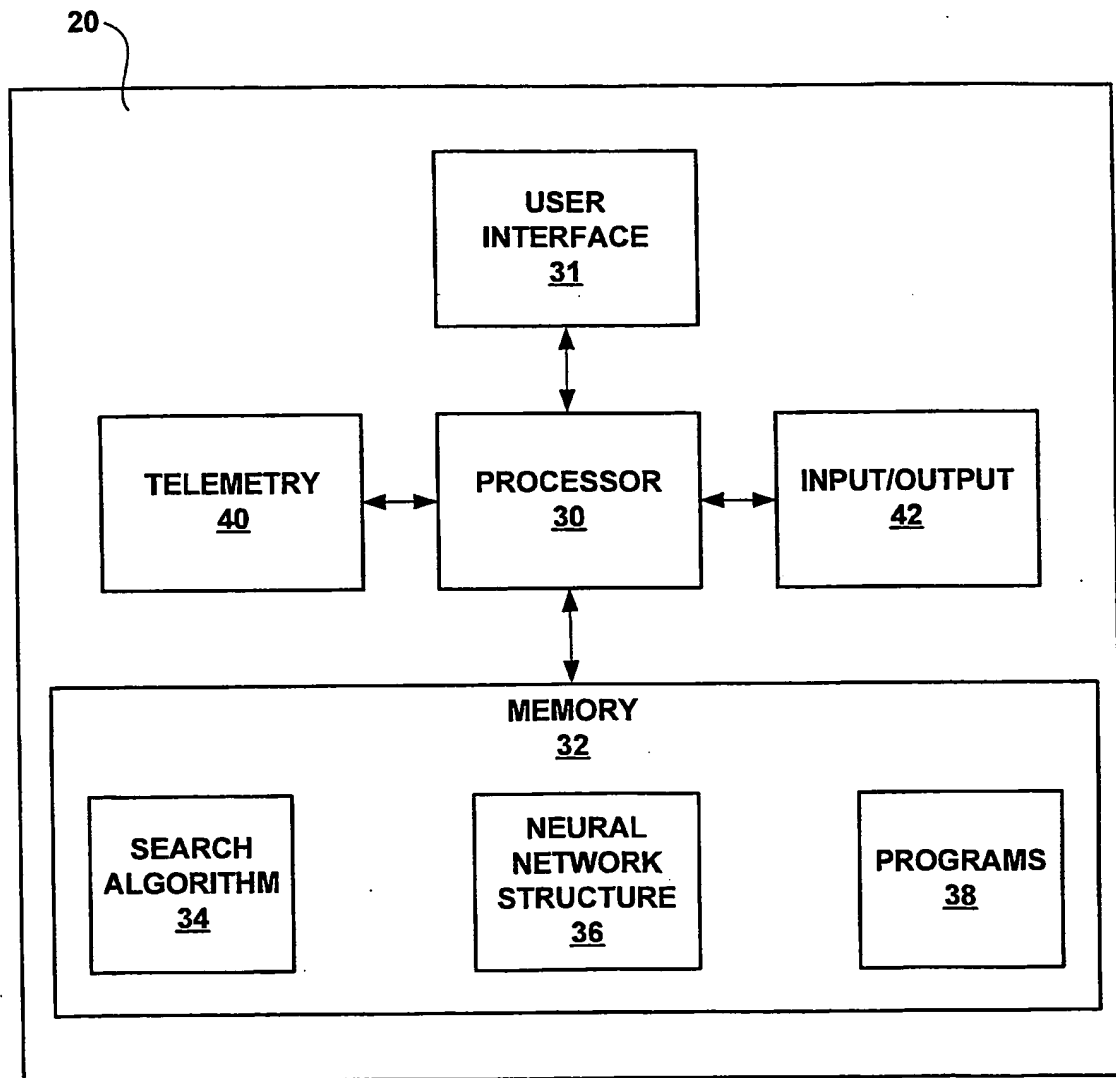 20
USER
INTERFACE
31
TELEMETRY
40
PROCESSOR
30
INPUT/OUTPUT
42
MEMORY
32
SEARCH
ALGORITHM
34
NEURAL
NETWORK
STRUCTURE
36
PROGRAMS
38